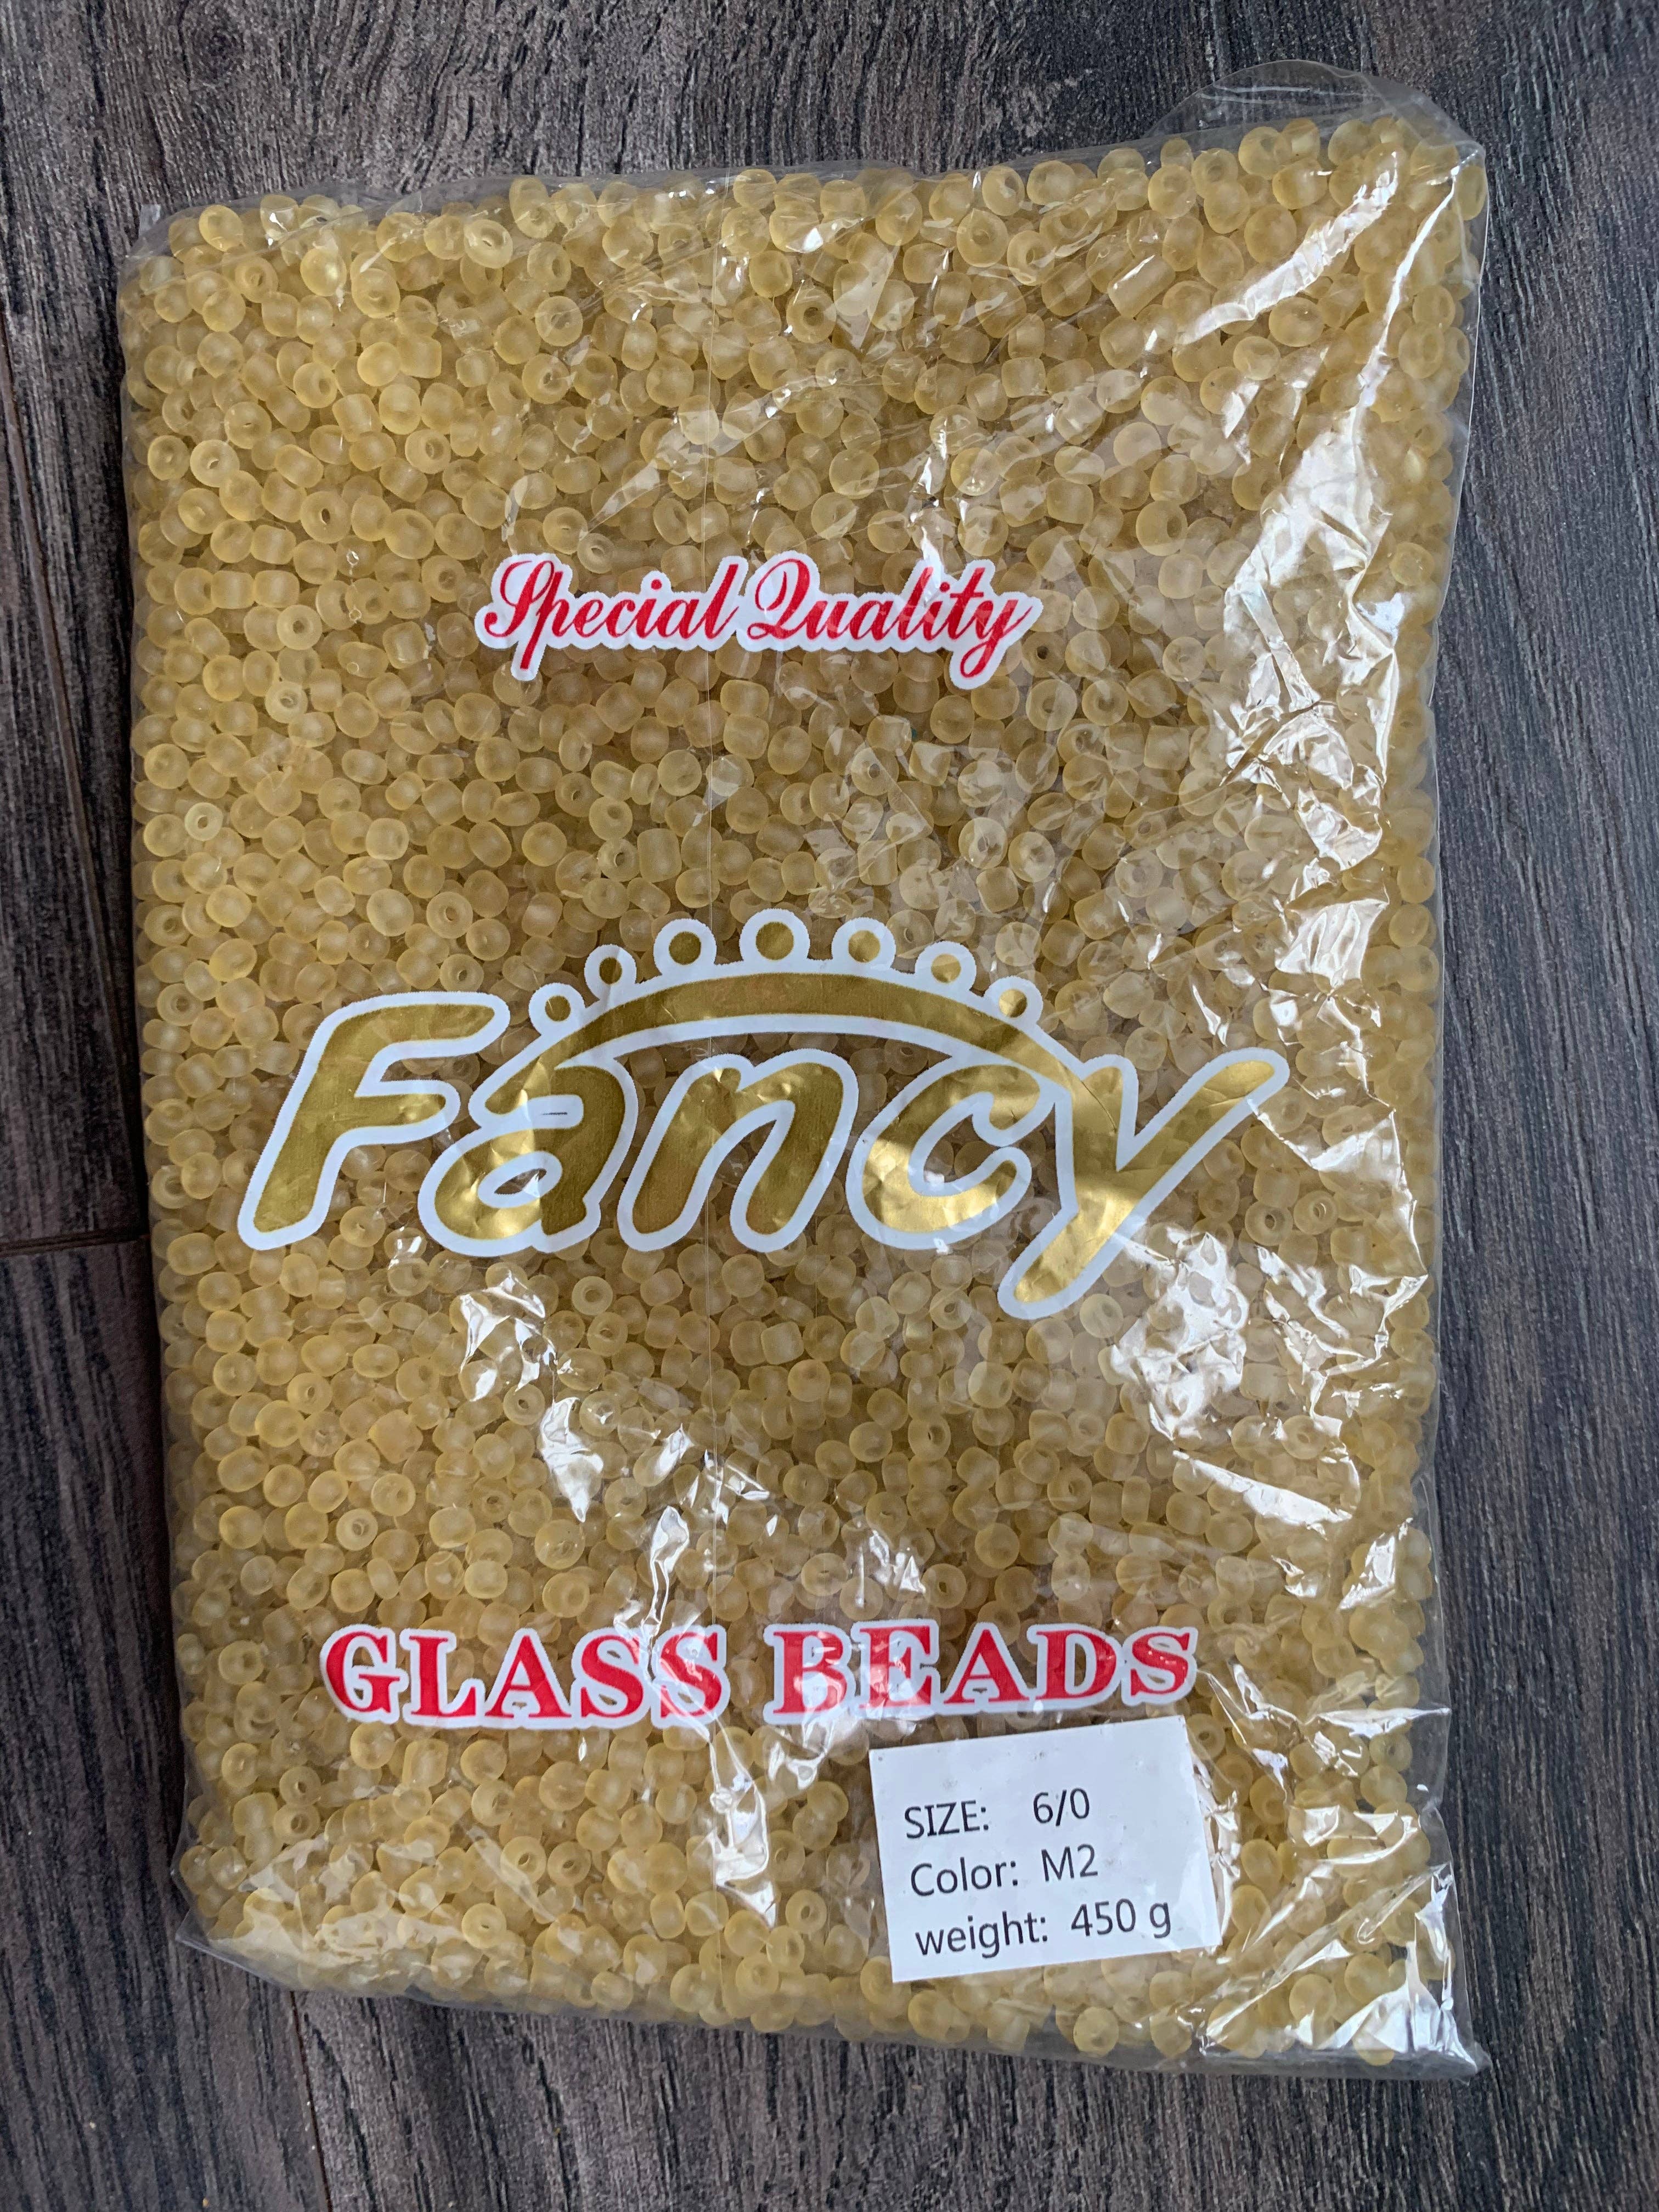 Special Quality
Fancy
GLASS BEADS
SIZE: 6/0
Color: M2
weight: 450 g